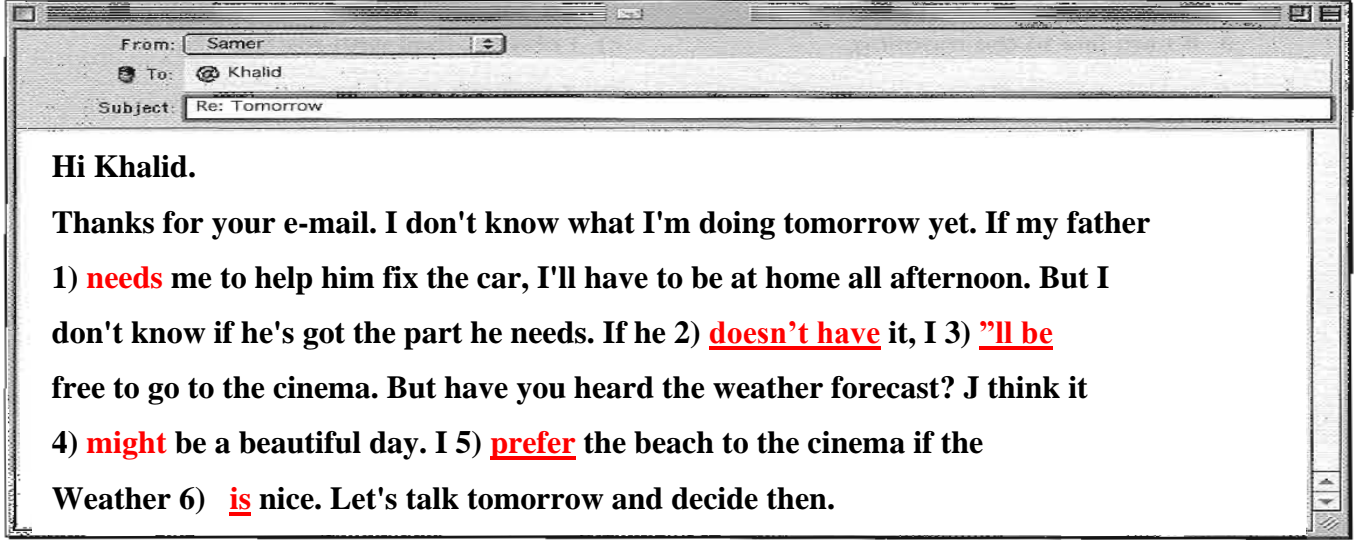 From: Samer
To: @ Khalid
Subject: Re: Tomorrow
Hi Khalid.
Thanks for your e-mail. I don't know what I'm doing tomorrow yet. If my father
1) needs me to help him fix the car, I'll have to be at home all afternoon. But I
don't know if he's got the part he needs. If he 2) doesn’t have it, I 3) ”ll be
free to go to the cinema. But have you heard the weather forecast? J think it
4) might be a beautiful day. I 5) prefer the beach to the cinema if the
Weather 6) is nice. Let's talk tomorrow and decide then.